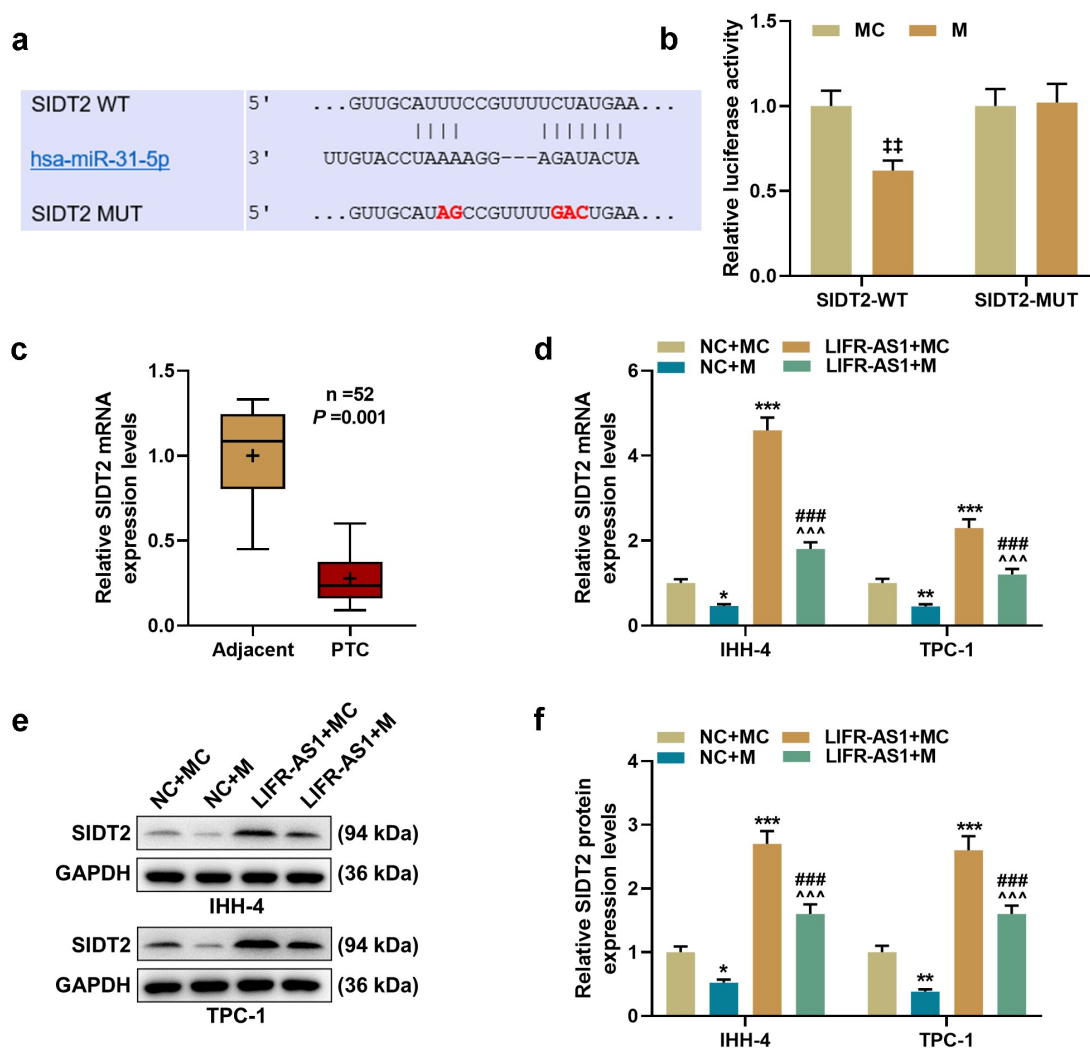 a
SIDT2 WT 5' ...GUUGCAUUUCCGUUUUCUAUGAA...
hsa-miR-31-5p 3' UUGUACCUAAAAGG---AGAUACUA
SIDT2 MUT 5' ...GUUGCAUAGCCGUUUUGACUGAA...
b
MC M
Relative luciferase activity
1.5
1.0
0.5
0.0
‡‡
SIDT2-WT SIDT2-MUT
c
Relative SIDT2 mRNA
expression levels
1.5
1.0
0.5
0.0
n =52
P =0.001
Adjacent PTC
d
NC+MC LIFR-AS1+MC
NC+M LIFR-AS1+M
Relative SIDT2 mRNA
expression levels
6
4
2
0
* *** ### ^^^
** *** ### ^^^
IHH-4 TPC-1
e
NC+MC NC+M LIFR-AS1+MC LIFR-AS1+M
SIDT2 (94 kDa)
GAPDH (36 kDa)
IHH-4
SIDT2 (94 kDa)
GAPDH (36 kDa)
TPC-1
f
NC+MC LIFR-AS1+MC
NC+M LIFR-AS1+M
Relative SIDT2 protein
expression levels
4
3
2
1
0
* *** ### ^^^
** *** ### ^^^
IHH-4 TPC-1